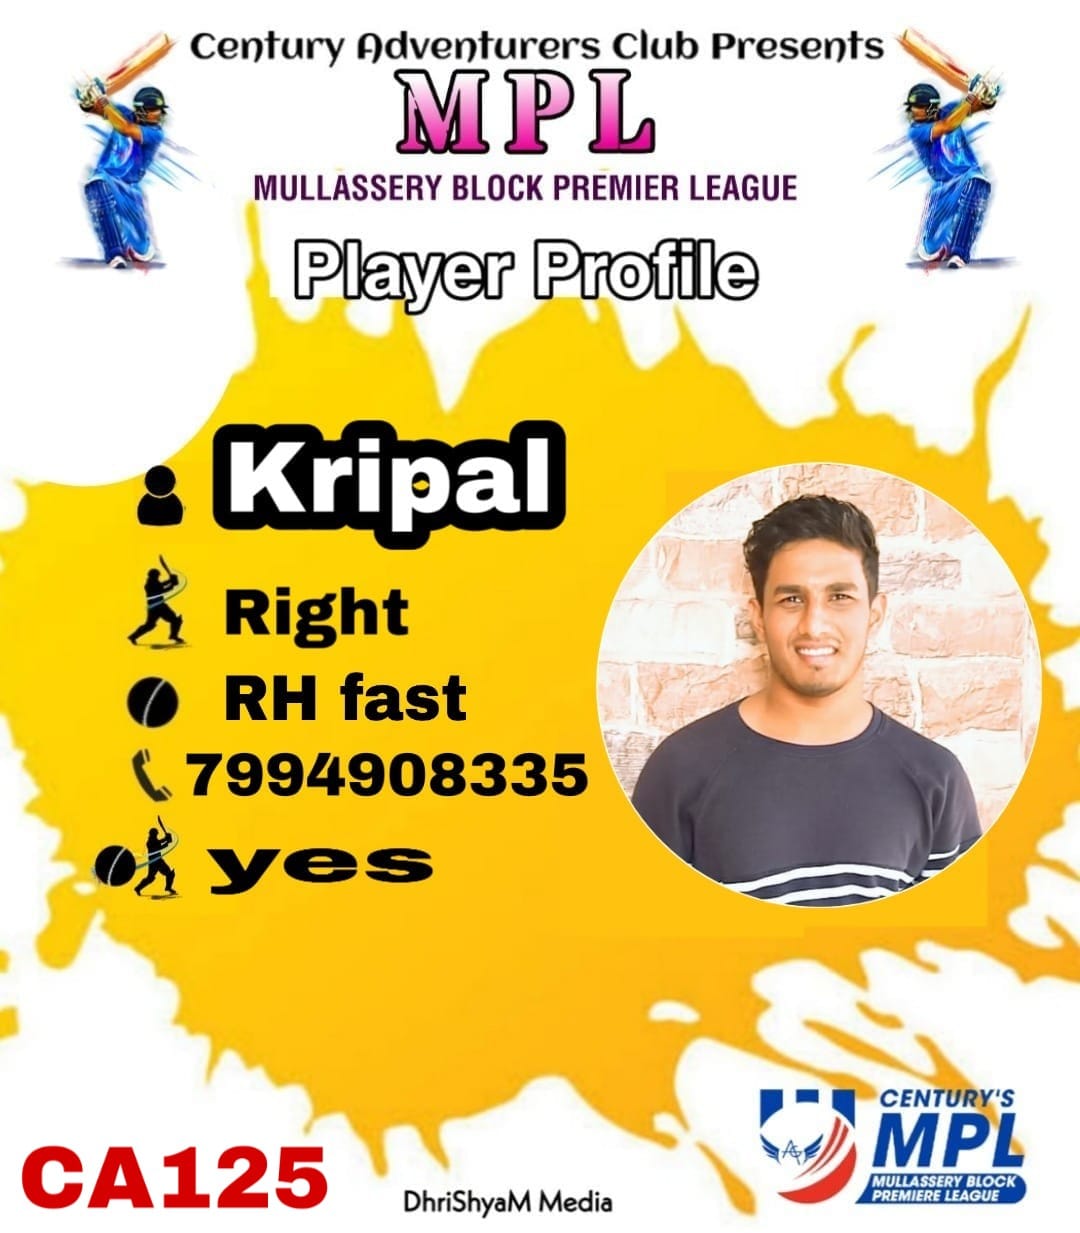 Century Adventurers Club Presents
MPL
MULLASSERY BLOCK PREMIER LEAGUE
Player Profile
Kripal
Right
RH fast
7994908335
yes
CENTURY'S
MPL
MULLASSERY BLOCK
PREMIERE LEAGUE
CA125
DhriShyaM Media